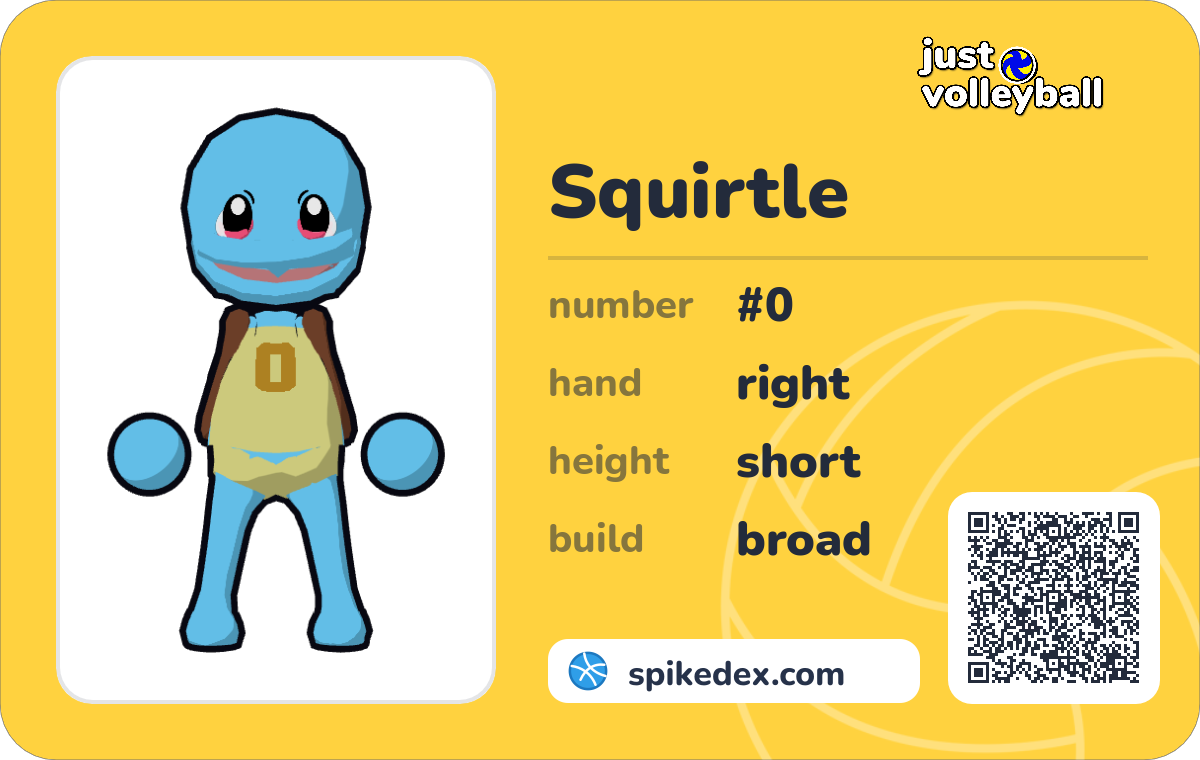 just
volleyball
Squirtle
number #0
hand right
height short
build broad
0
spikedex.com